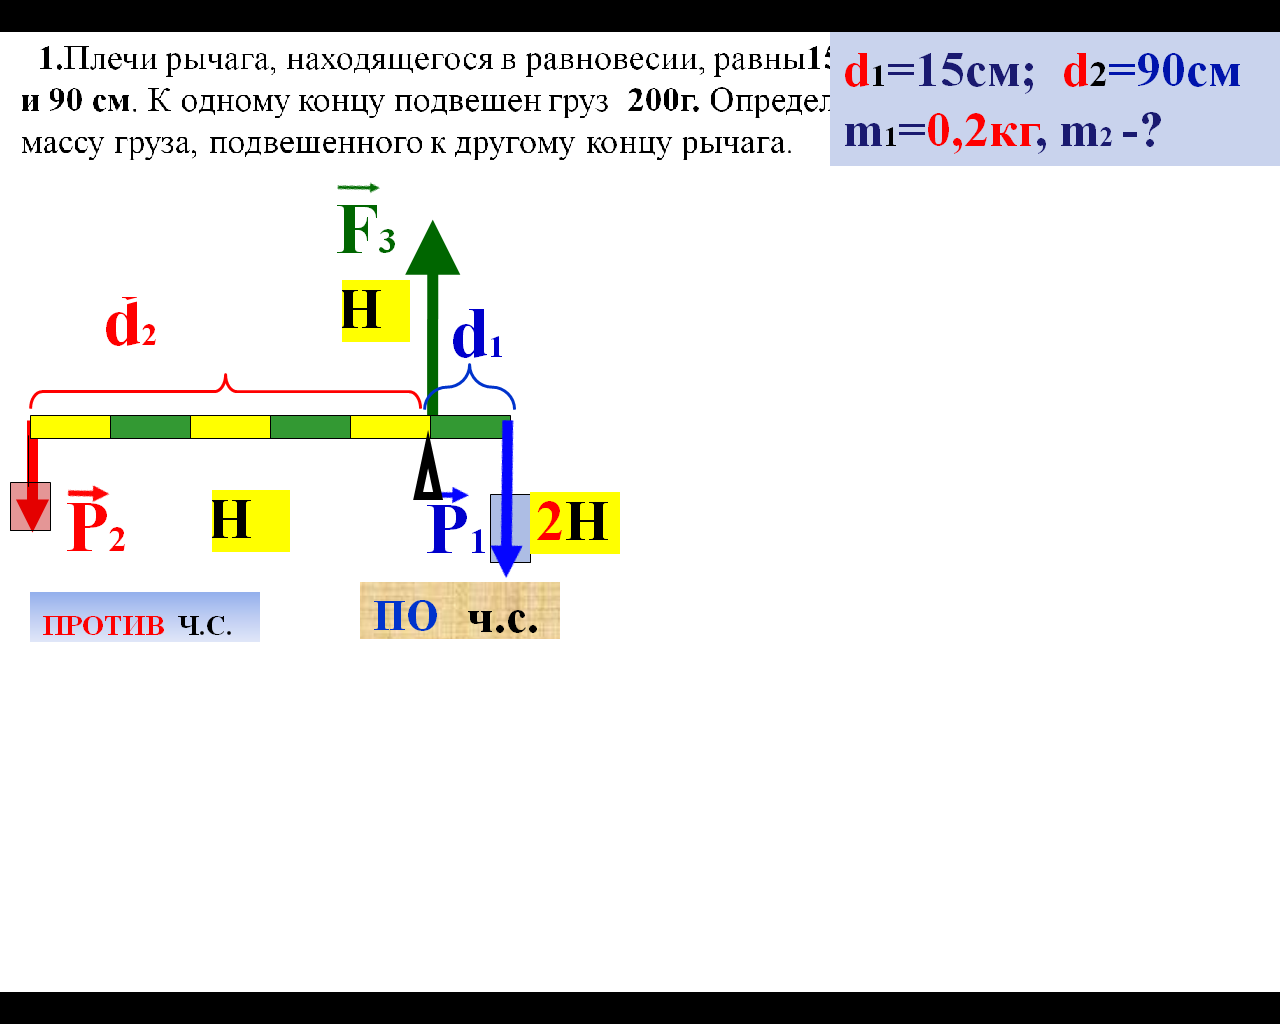 1.Плечи рычага, находящегося в равновесии, равны15
и 90 см. К одному концу подвешен груз 200г. Определ
массу груза, подвешенного к другому концу рычага.
d1=15см; d2=90см
m1=0,2кг, m2 -?
F3
Н
d2
d1
P2
Н
P1
2Н
ПРОТИВ Ч.С.
ПО ч.с.